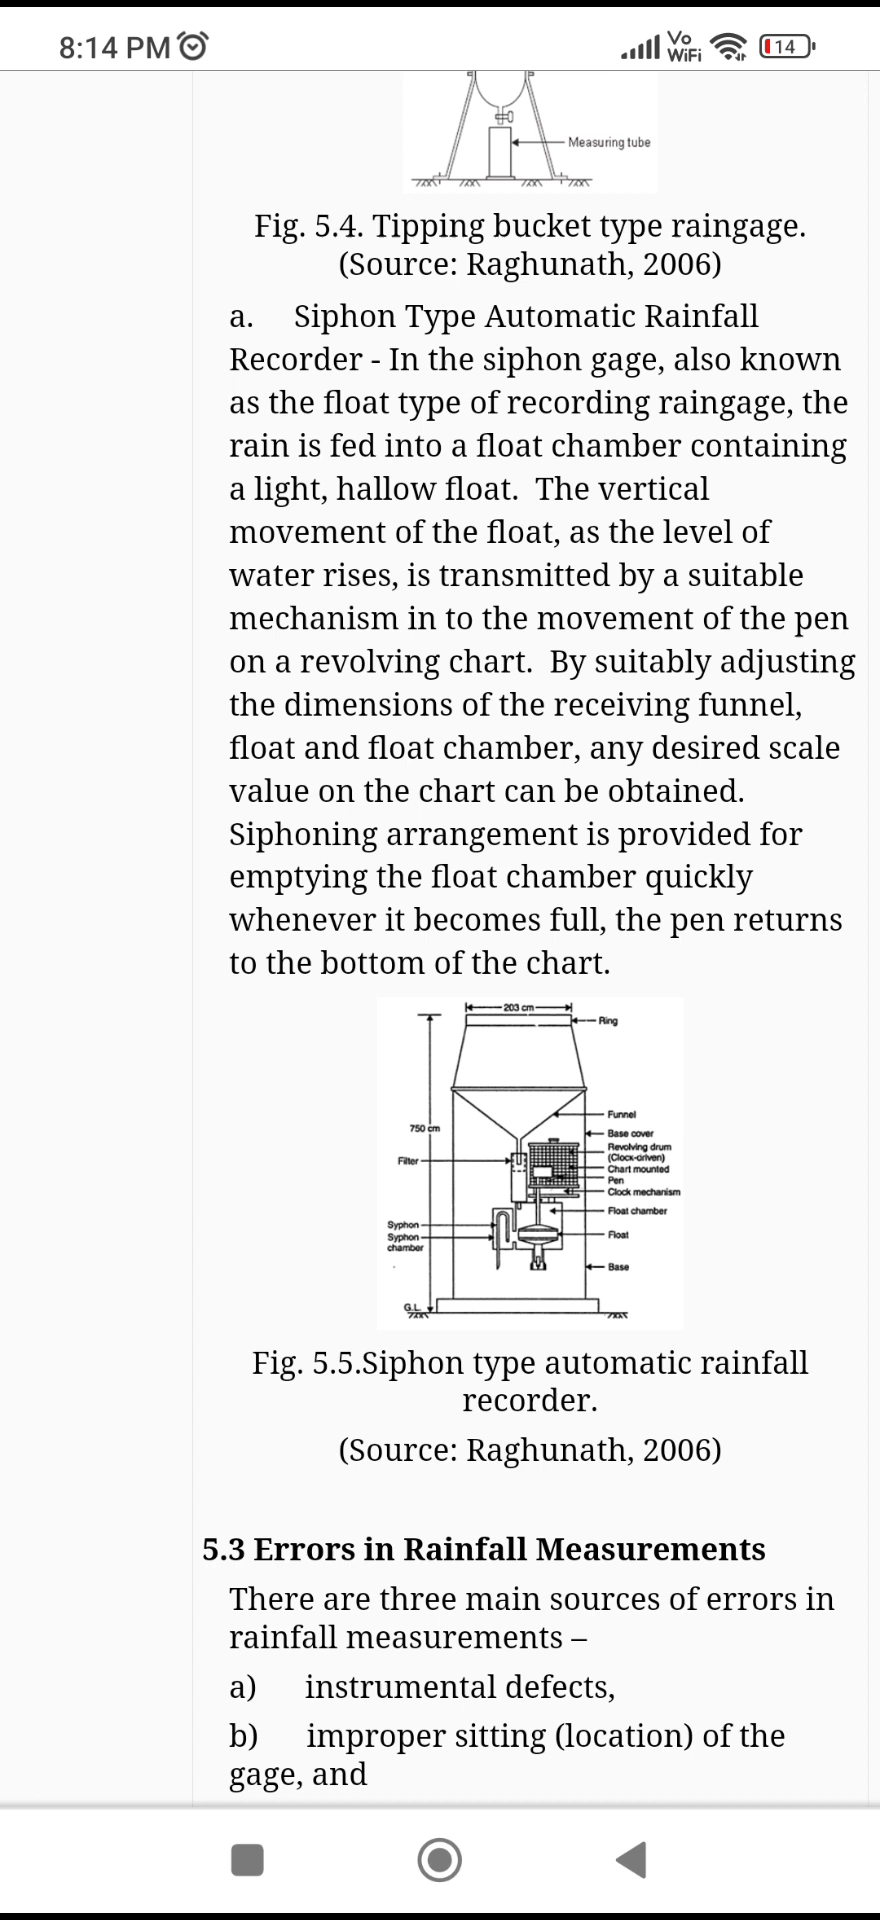 8:14 PM
Vo
WiFi
14
Measuring tube
Fig. 5.4. Tipping bucket type raingage.
(Source: Raghunath, 2006)
a. Siphon Type Automatic Rainfall
Recorder - In the siphon gage, also known
as the float type of recording raingage, the
rain is fed into a float chamber containing
a light, hallow float. The vertical
movement of the float, as the level of
water rises, is transmitted by a suitable
mechanism in to the movement of the pen
on a revolving chart. By suitably adjusting
the dimensions of the receiving funnel,
float and float chamber, any desired scale
value on the chart can be obtained.
Siphoning arrangement is provided for
emptying the float chamber quickly
whenever it becomes full, the pen returns
to the bottom of the chart.
203 cm
Ring
Funnel
750 cm
Base cover
Revolving drum
(Clock-driven)
Filter
Chart mounted
Pen
Clock mechanism
Float chamber
Syphon
Float
Syphon
chamber
Base
G.L.
Fig. 5.5.Siphon type automatic rainfall
recorder.
(Source: Raghunath, 2006)
5.3 Errors in Rainfall Measurements
There are three main sources of errors in
rainfall measurements –
a) instrumental defects,
b) improper sitting (location) of the
gage, and